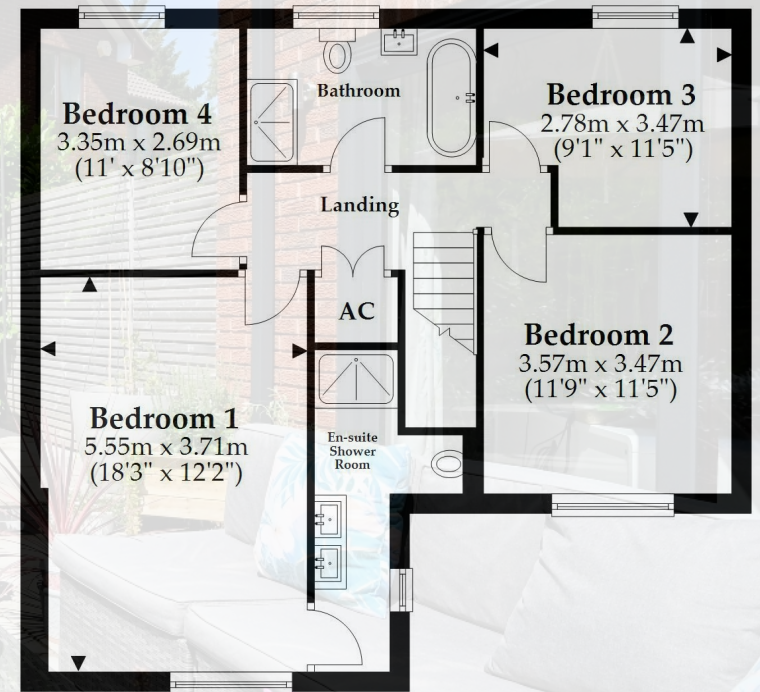 Bedroom 4
3.35m x 2.69m
(11' x 8'10")
Bathroom
Bedroom 3
2.78m x 3.47m
(9'1" x 11'5")
Landing
AC
Bedroom 2
3.57m x 3.47m
(11'9" x 11'5")
Bedroom 1
5.55m x 3.71m
(18'3" x 12'2")
En-suite
Shower
Room